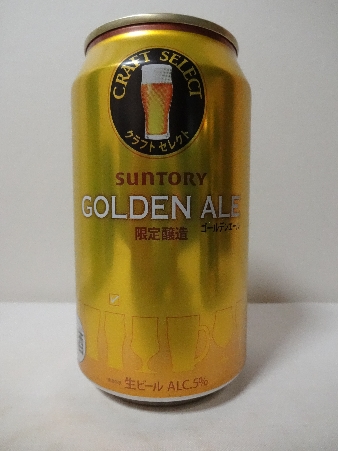 CRAFT SELECT
クラフト セレクト
SUNTORY
GOLDEN ALE
限定醸造 ゴールデンエール
生ビール ALC.5%